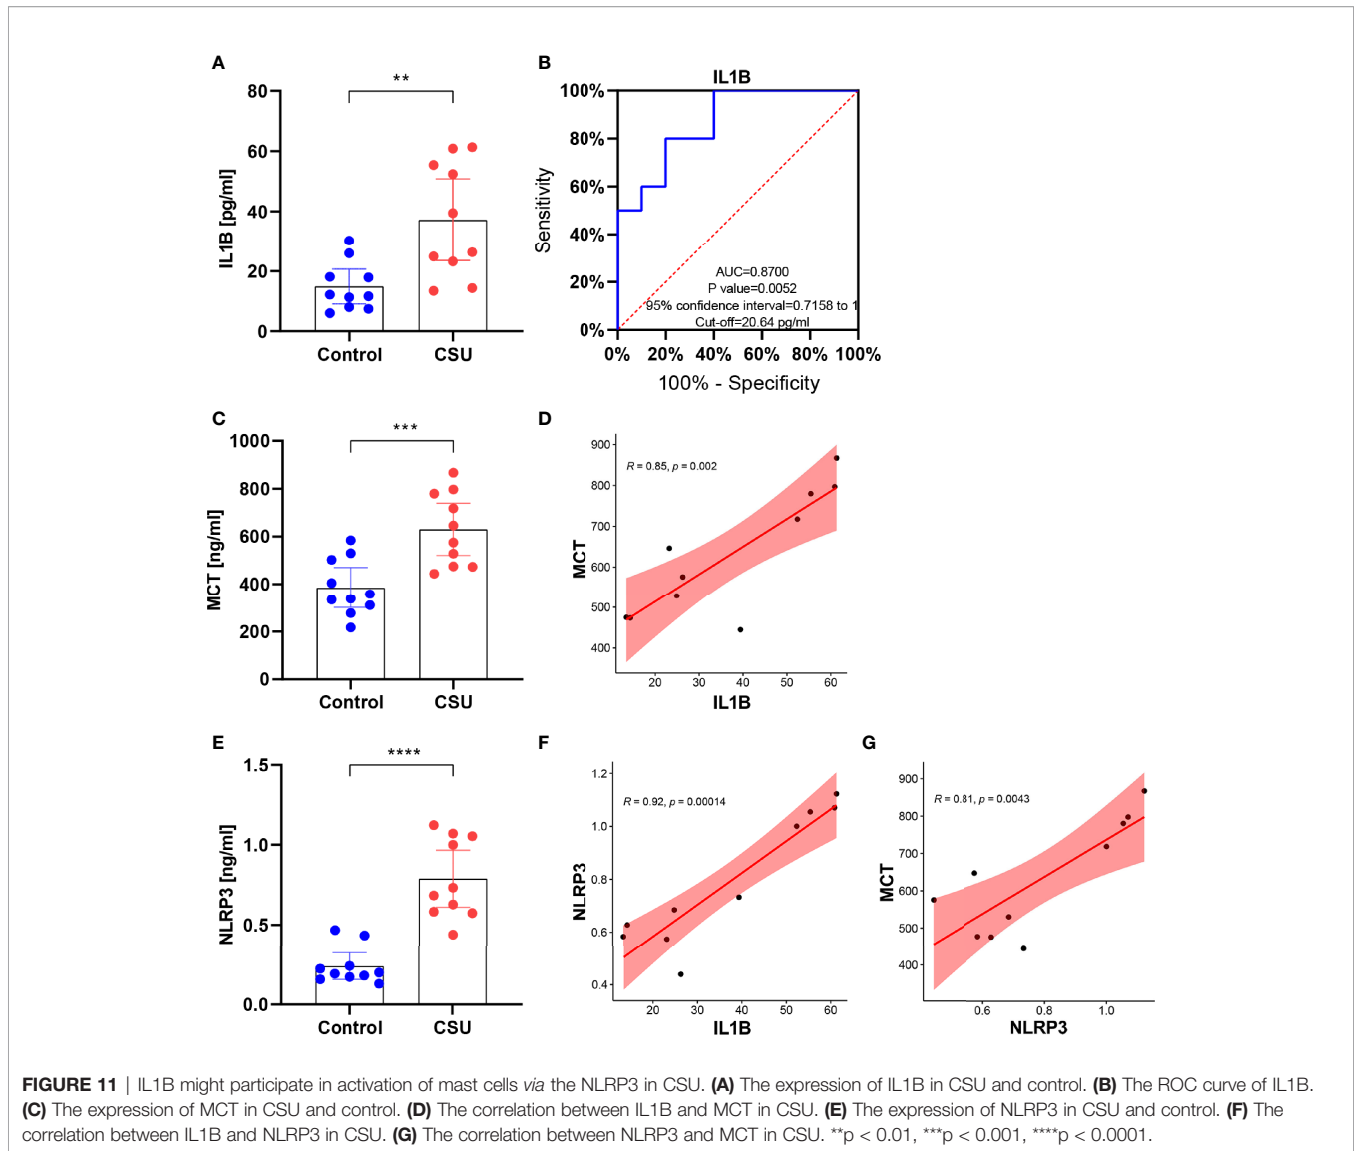 A
**
80
60
40
20
0
IL1B [pg/ml]
Control CSU
B
IL1B
100%
80%
60%
40%
20%
0%
Sensitivity
AUC=0.8700
P value=0.0052
95% confidence interval=0.7158 to 1
Cut-off=20.64 pg/ml
0% 20% 40% 60% 80% 100%
100% - Specificity
C
***
1000
800
600
400
200
0
MCT [ng/ml]
Control CSU
D
900
800
700
600
500
400
MCT
R = 0.85, p = 0.002
20 30 40 50 60
IL1B
E
****
1.5
1.0
0.5
0.0
NLRP3 [ng/ml]
Control CSU
F
1.2
1.0
0.8
0.6
0.4
NLRP3
R = 0.92, p = 0.00014
20 30 40 50 60
IL1B
G
900
800
700
600
500
400
MCT
R = 0.81, p = 0.0043
0.6 0.8 1.0
NLRP3
FIGURE 11 | IL1B might participate in activation of mast cells via the NLRP3 in CSU. (A) The expression of IL1B in CSU and control. (B) The ROC curve of IL1B.
(C) The expression of MCT in CSU and control. (D) The correlation between IL1B and MCT in CSU. (E) The expression of NLRP3 in CSU and control. (F) The
correlation between IL1B and NLRP3 in CSU. (G) The correlation between NLRP3 and MCT in CSU. **p < 0.01, ***p < 0.001, ****p < 0.0001.